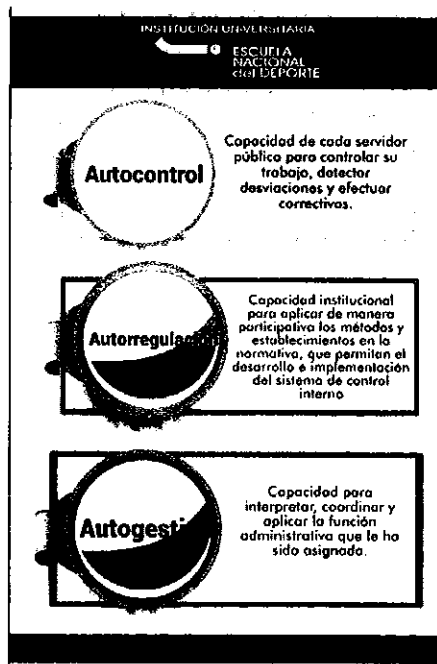 INSTITUCIÓN UNIVERSITARIA
ESCUELA
NACIONAL
del DEPORTE
Autocontrol
Capacidad de cada servidor
público para controlar su
trabajo, detectar
desviaciones y efectuar
correctivos.
Autorregulación
Capacidad institucional
para aplicar de manera
participativa los métodos y
establecimientos en la
normativa, que permitan el
desarrollo e implementación
del sistema de control
interno
Autogesti
Capacidad para
interpretar, coordinar y
aplicar la función
administrativa que le ha
sido asignada.